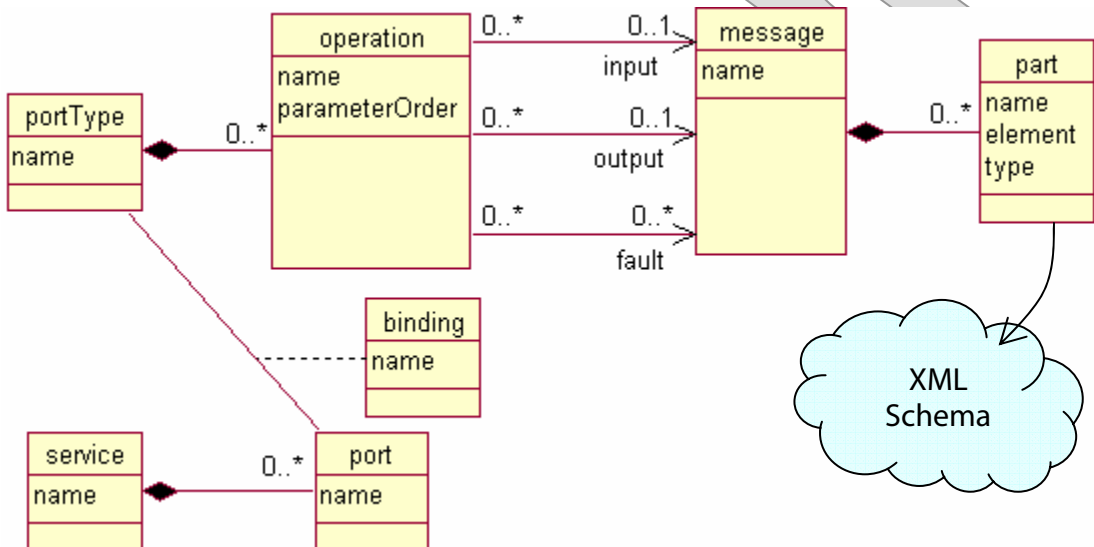 operation
name
parameterOrder
0..*
0..1
input
0..*
0..1
output
0..*
0..*
fault
message
name
0..*
part
name
element
type
portType
name
0..*
binding
name
XML
Schema
service
name
0..*
port
name